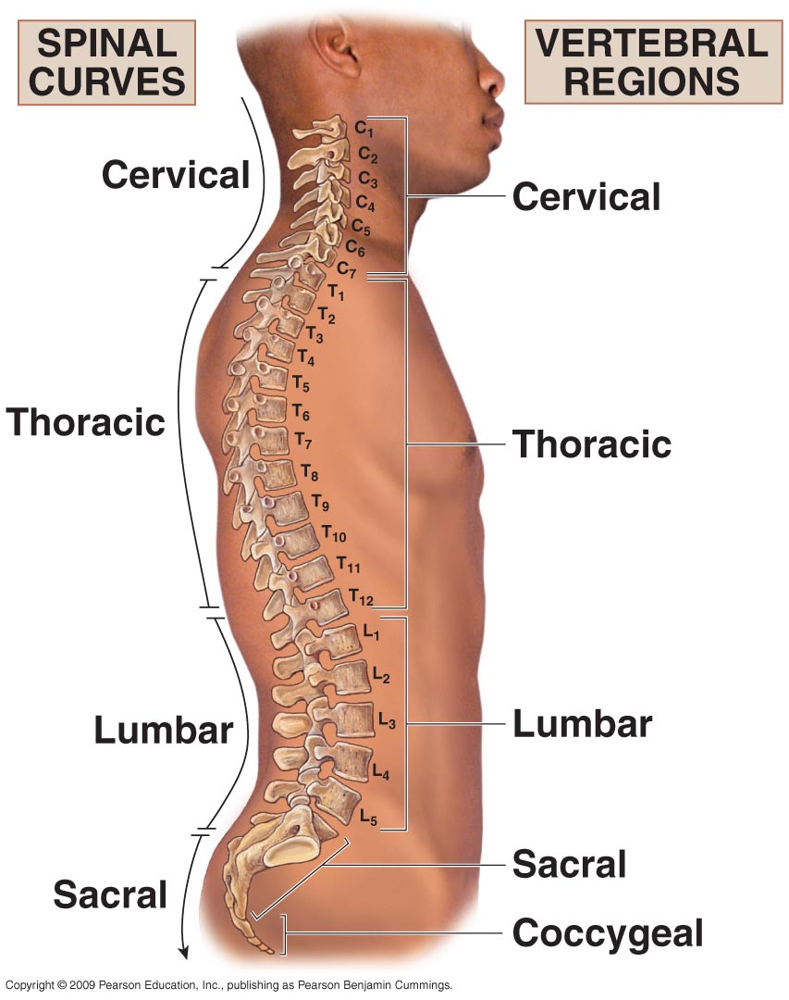 SPINAL
CURVES
VERTEBRAL
REGIONS
Cervical
Thoracic
Lumbar
Sacral
C1
C2
C3
C4
C5
C6
C7
T1
T2
T3
T4
T5
T6
T7
T8
T9
T10
T11
T12
L1
L2
L3
L4
L5
Cervical
Thoracic
Lumbar
Sacral
Coccygeal
Copyright © 2009 Pearson Education, Inc., publishing as Pearson Benjamin Cummings.